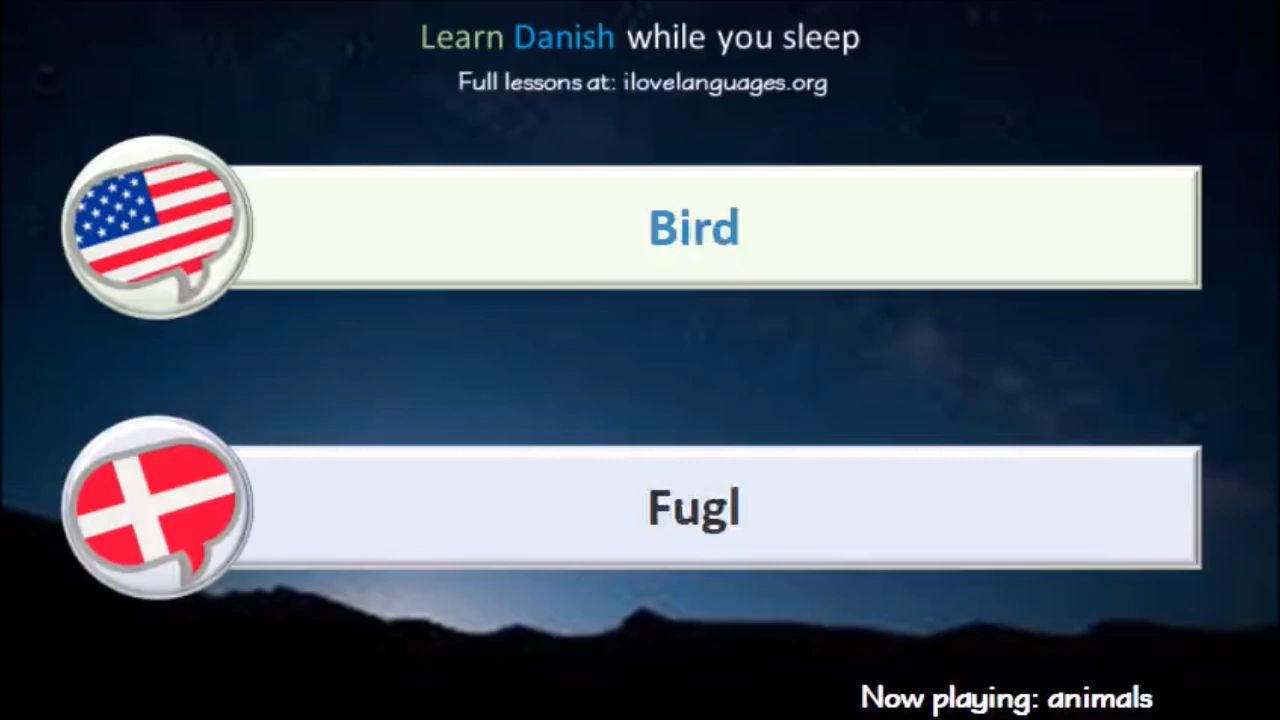 Learn Danish while you sleep
Full lessons at: ilovelanguages.org
Bird
Fugl
Now playing: animals